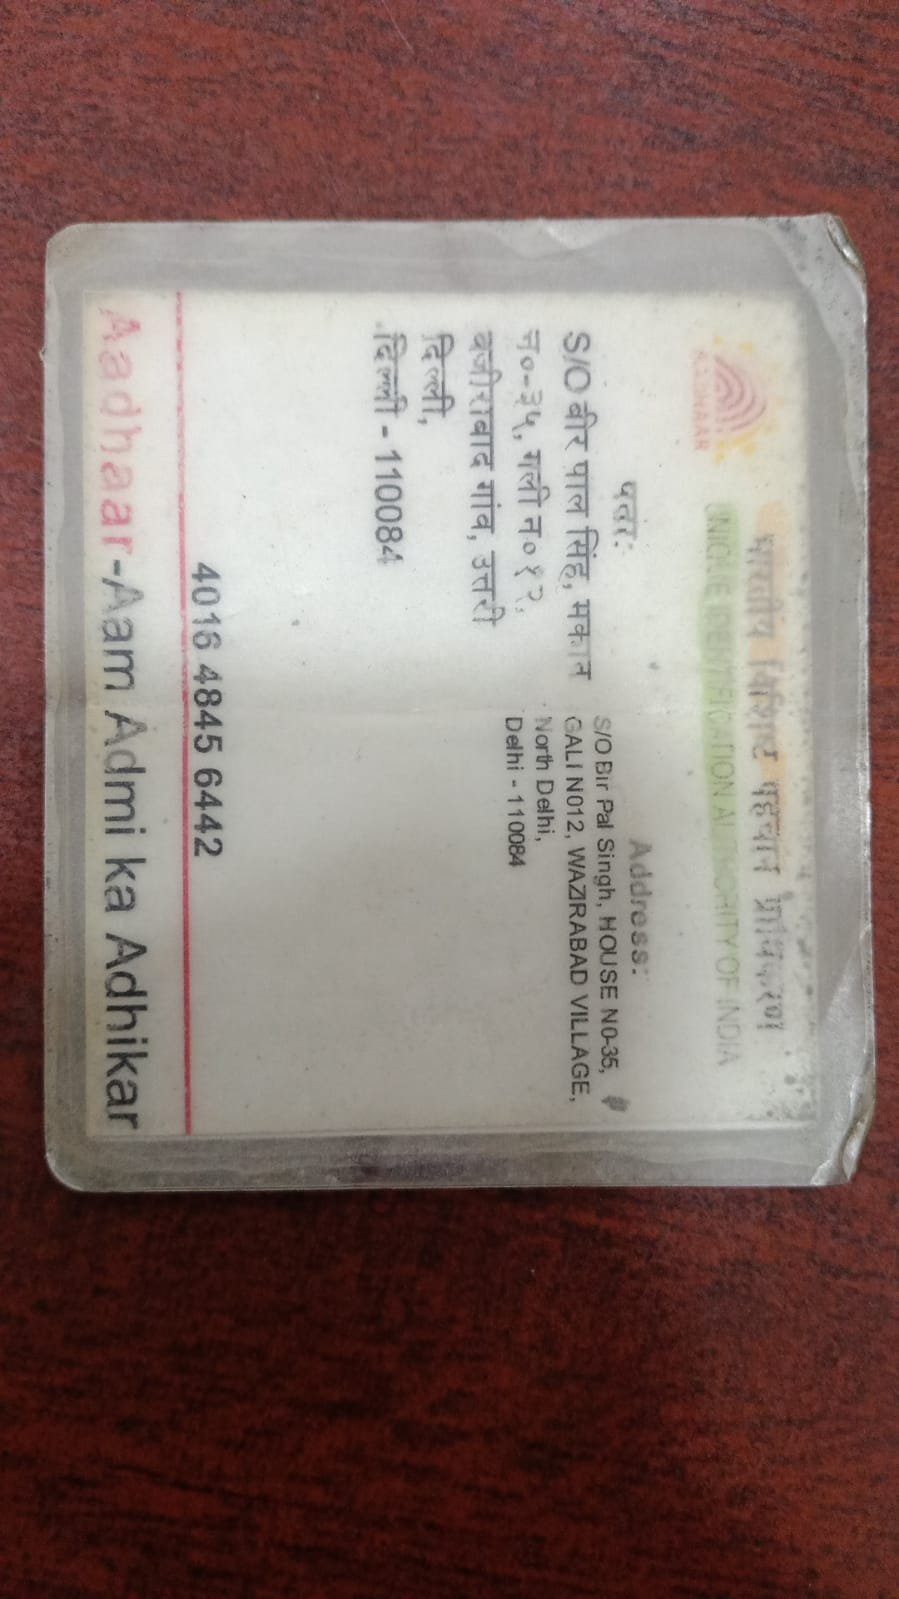 भारतीय विशिष्ट पहचान प्राधिकरण
UNIQUE IDENTIFICATION AUTHORITY OF INDIA
AADHAAR
पता:
S/O बीर पाल सिंह, मकान
न०-३५, गली न० १२,
वजीराबाद गांव, उत्तरी
दिल्ली,
दिल्ली - 110084
Address:
S/O Bir Pal Singh, HOUSE N0-35,
GALI N012, WAZIRABAD VILLAGE,
North Delhi,
Delhi - 110084
4016 4845 6442
Aadhaar-Aam Admi ka Adhikar